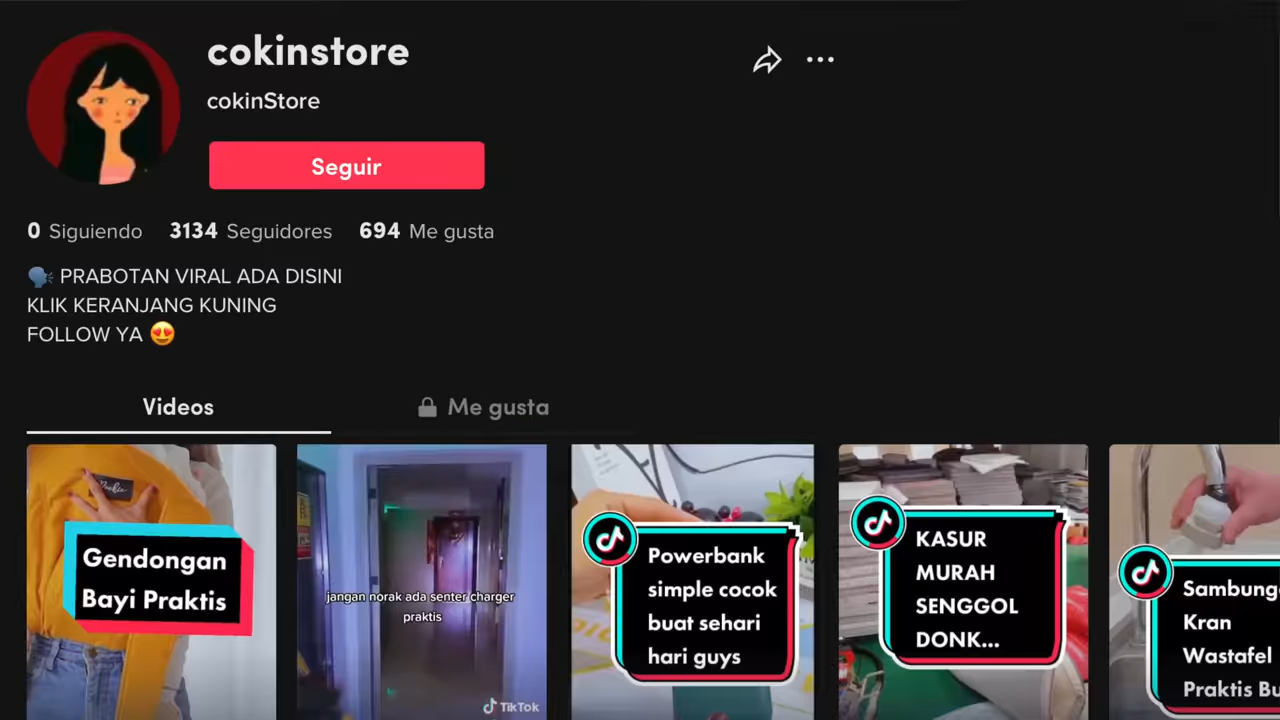 cokinstore
cokinStore
Seguir
0 Siguiendo 3134 Seguidores 694 Me gusta
🗣️ PRABOTAN VIRAL ADA DISINI
KLIK KERANJANG KUNING
FOLLOW YA 😍
Videos
Me gusta
Gendongan
Bayi Praktis
jangan norak ada senter charger
praktis
TikTok
Powerbank
simple cocok
buat sehari
hari guys
KASUR
MURAH
SENGGOL
DONK...
Kran
Wastafel
Praktis